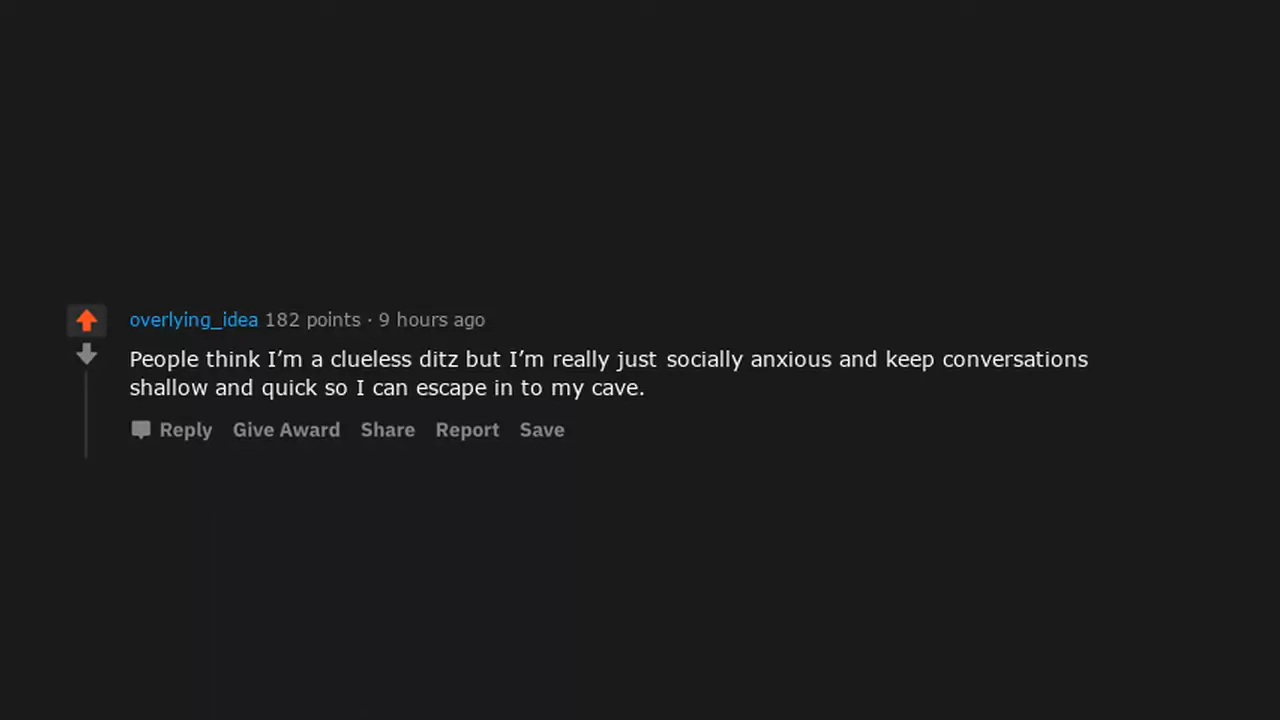 overlying_idea 182 points · 9 hours ago
People think I’m a clueless ditz but I’m really just socially anxious and keep conversations
shallow and quick so I can escape in to my cave.
Reply Give Award Share Report Save